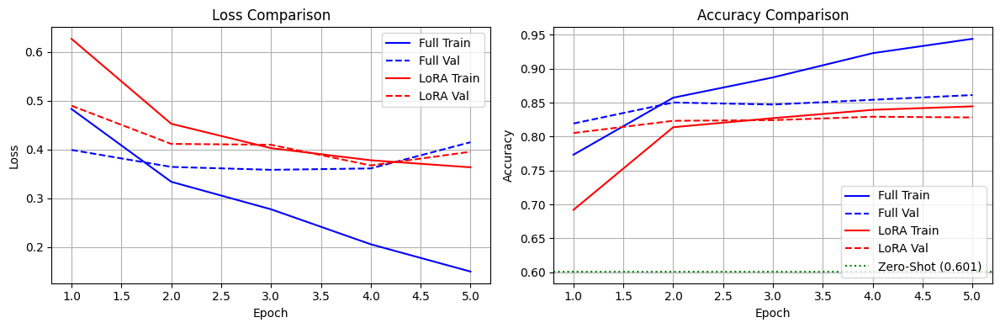 Loss Comparison
Loss
0.6
0.5
0.4
0.3
0.2
Full Train
Full Val
LoRA Train
LoRA Val
1.0 1.5 2.0 2.5 3.0 3.5 4.0 4.5 5.0
Epoch
Accuracy Comparison
Accuracy
0.95
0.90
0.85
0.80
0.75
0.70
0.65
0.60
Full Train
Full Val
LoRA Train
LoRA Val
Zero-Shot (0.601)
1.0 1.5 2.0 2.5 3.0 3.5 4.0 4.5 5.0
Epoch